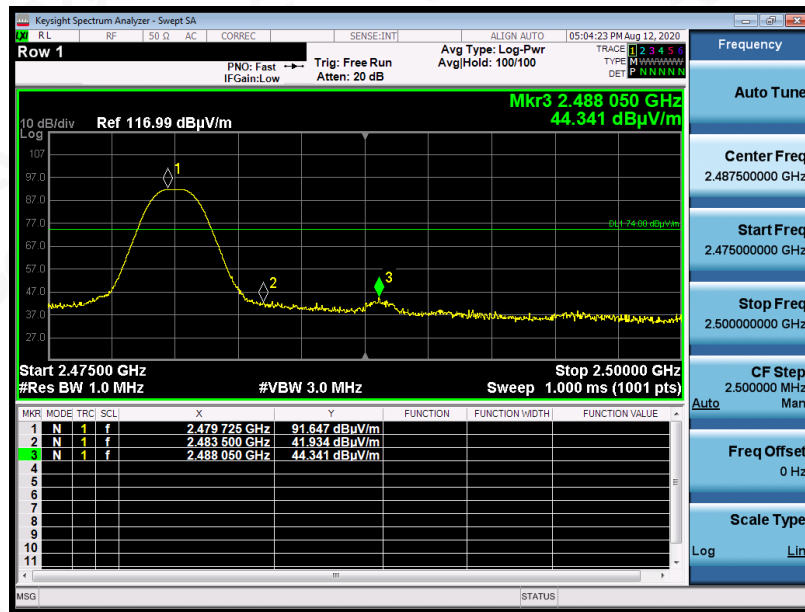 Keysight Spectrum Analyzer - Swept SA
LXI RL RF 50 Ω AC CORREC SENSE:INT ALIGN AUTO 05:04:23 PM Aug 12, 2020
Row 1
PNO: Fast
IFGain:Low
Trig: Free Run
Atten: 20 dB
Avg Type: Log-Pwr
Avg|Hold: 100/100
TRACE 1 2 3 4 5 6
TYPE M WWWWW
DET P N N N N N
Mkr3 2.488 050 GHz
44.341 dBµV/m
10 dB/div Ref 116.99 dBµV/m
Log
107
97.0
87.0
77.0
67.0
57.0
47.0
37.0
27.0
1
2
3
DL1 74.00 dBµV/m
Start 2.47500 GHz Stop 2.50000 GHz
#Res BW 1.0 MHz #VBW 3.0 MHz Sweep 1.000 ms (1001 pts)
MKR MODE TRC SCL X Y FUNCTION FUNCTION WIDTH FUNCTION VALUE
1 N 1 f 2.479 725 GHz 91.647 dBµV/m
2 N 1 f 2.483 500 GHz 41.934 dBµV/m
3 N 1 f 2.488 050 GHz 44.341 dBµV/m
4
5
6
7
8
9
10
11
MSG STATUS
Frequency
Auto Tune
Center Freq
2.487500000 GHz
Start Freq
2.475000000 GHz
Stop Freq
2.500000000 GHz
CF Step
2.500000 MHz
Auto Man
Freq Offset
0 Hz
Scale Type
Log Lin